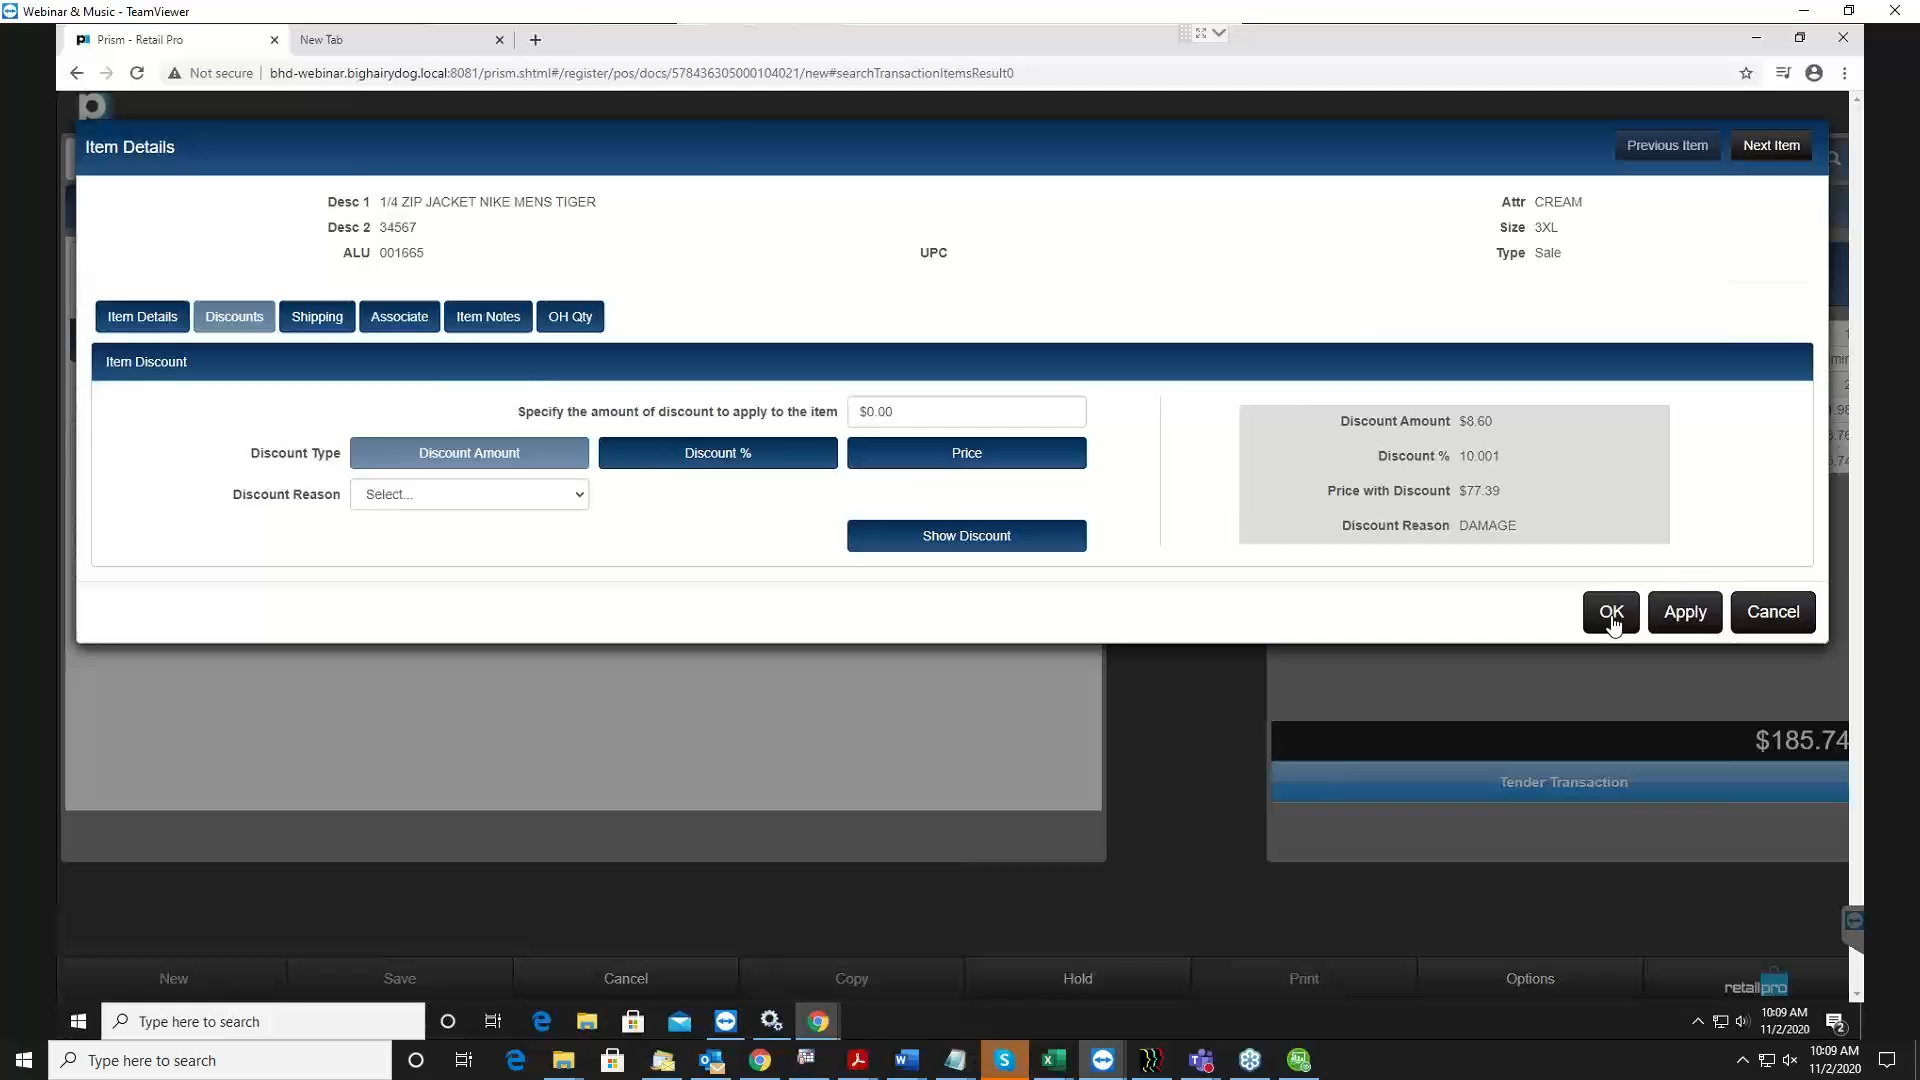 Webinar & Music - TeamViewer
Prism - Retail Pro
New Tab
Not secure
bhd-webinar.bighairydog.local:8081/prism.shtml#/register/pos/docs/578436305000104021/new#searchTransactionItemsResult0
Item Details
Previous Item
Next Item
Desc 1 1/4 ZIP JACKET NIKE MENS TIGER
Attr CREAM
Desc 2 34567
Size 3XL
ALU 001665
UPC
Type Sale
Item Details
Discounts
Shipping
Associate
Item Notes
OH Qty
Item Discount
Specify the amount of discount to apply to the item
$0.00
Discount Type
Discount Amount
Discount %
Price
Discount Reason
Select...
Show Discount
Discount Amount $8.60
Discount % 10.001
Price with Discount $77.39
Discount Reason DAMAGE
OK
Apply
Cancel
$185.74
Tender Transaction
New
Save
Cancel
Copy
Hold
Print
Options
retailpro
Type here to search
10:09 AM
11/2/2020
2
Type here to search
10:09 AM
11/2/2020